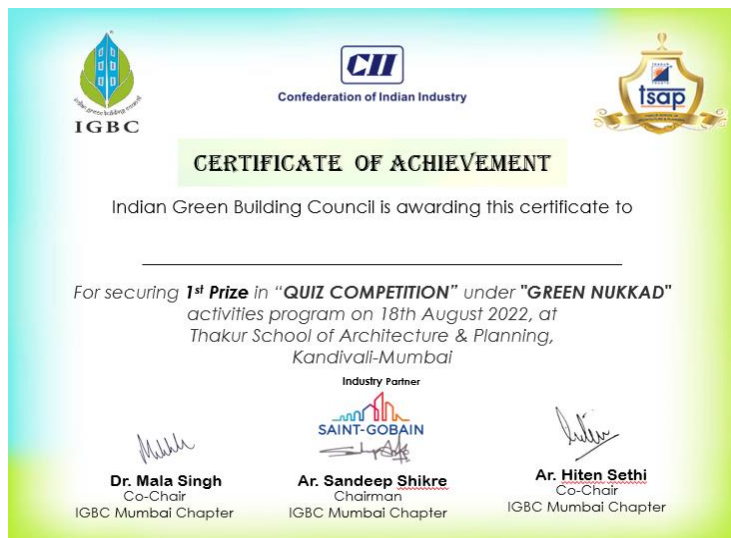 IGBC
CII
Confederation of Indian Industry
tsap
CERTIFICATE OF ACHIEVEMENT
Indian Green Building Council is awarding this certificate to
For securing 1st Prize in “QUIZ COMPETITION” under "GREEN NUKKAD"
activities program on 18th August 2022, at
Thakur School of Architecture & Planning,
Kandivali-Mumbai
Industry Partner
SAINT-GOBAIN
Dr. Mala Singh
Co-Chair
IGBC Mumbai Chapter
Ar. Sandeep Shikre
Chairman
IGBC Mumbai Chapter
Ar. Hiten Sethi
Co-Chair
IGBC Mumbai Chapter